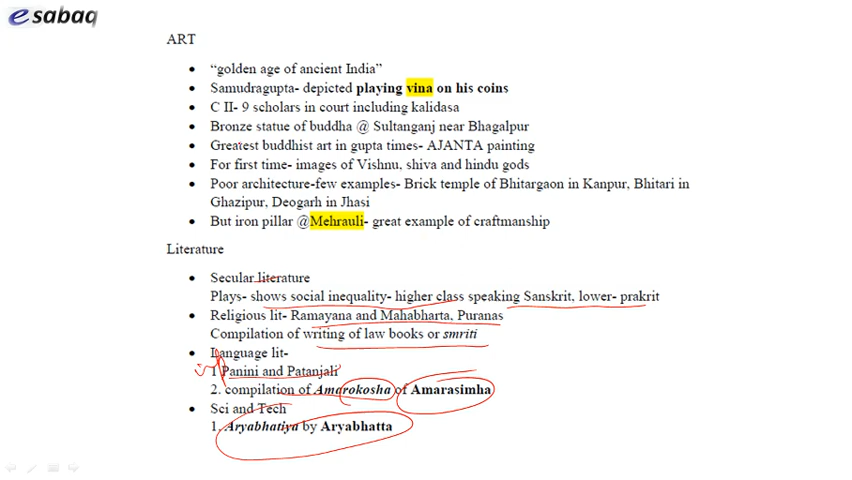 esabaq
ART
• “golden age of ancient India”
• Samudragupta- depicted playing vina on his coins
• C II- 9 scholars in court including kalidasa
• Bronze statue of buddha @ Sultanganj near Bhagalpur
• Greatest buddhist art in gupta times- AJANTA painting
• For first time- images of Vishnu, shiva and hindu gods
• Poor architecture-few examples- Brick temple of Bhitargaon in Kanpur, Bhitari in
Ghazipur, Deogarh in Jhasi
• But iron pillar @Mehrauli- great example of craftmanship
Literature
• Secular literature
Plays- shows social inequality- higher class speaking Sanskrit, lower- prakrit
• Religious lit- Ramayana and Mahabharta, Puranas
Compilation of writing of law books or smriti
• Language lit-
1 Panini and Patanjali
2. compilation of Amarokosha of Amarasimha
• Sci and Tech
1. Aryabhatiya by Aryabhatta